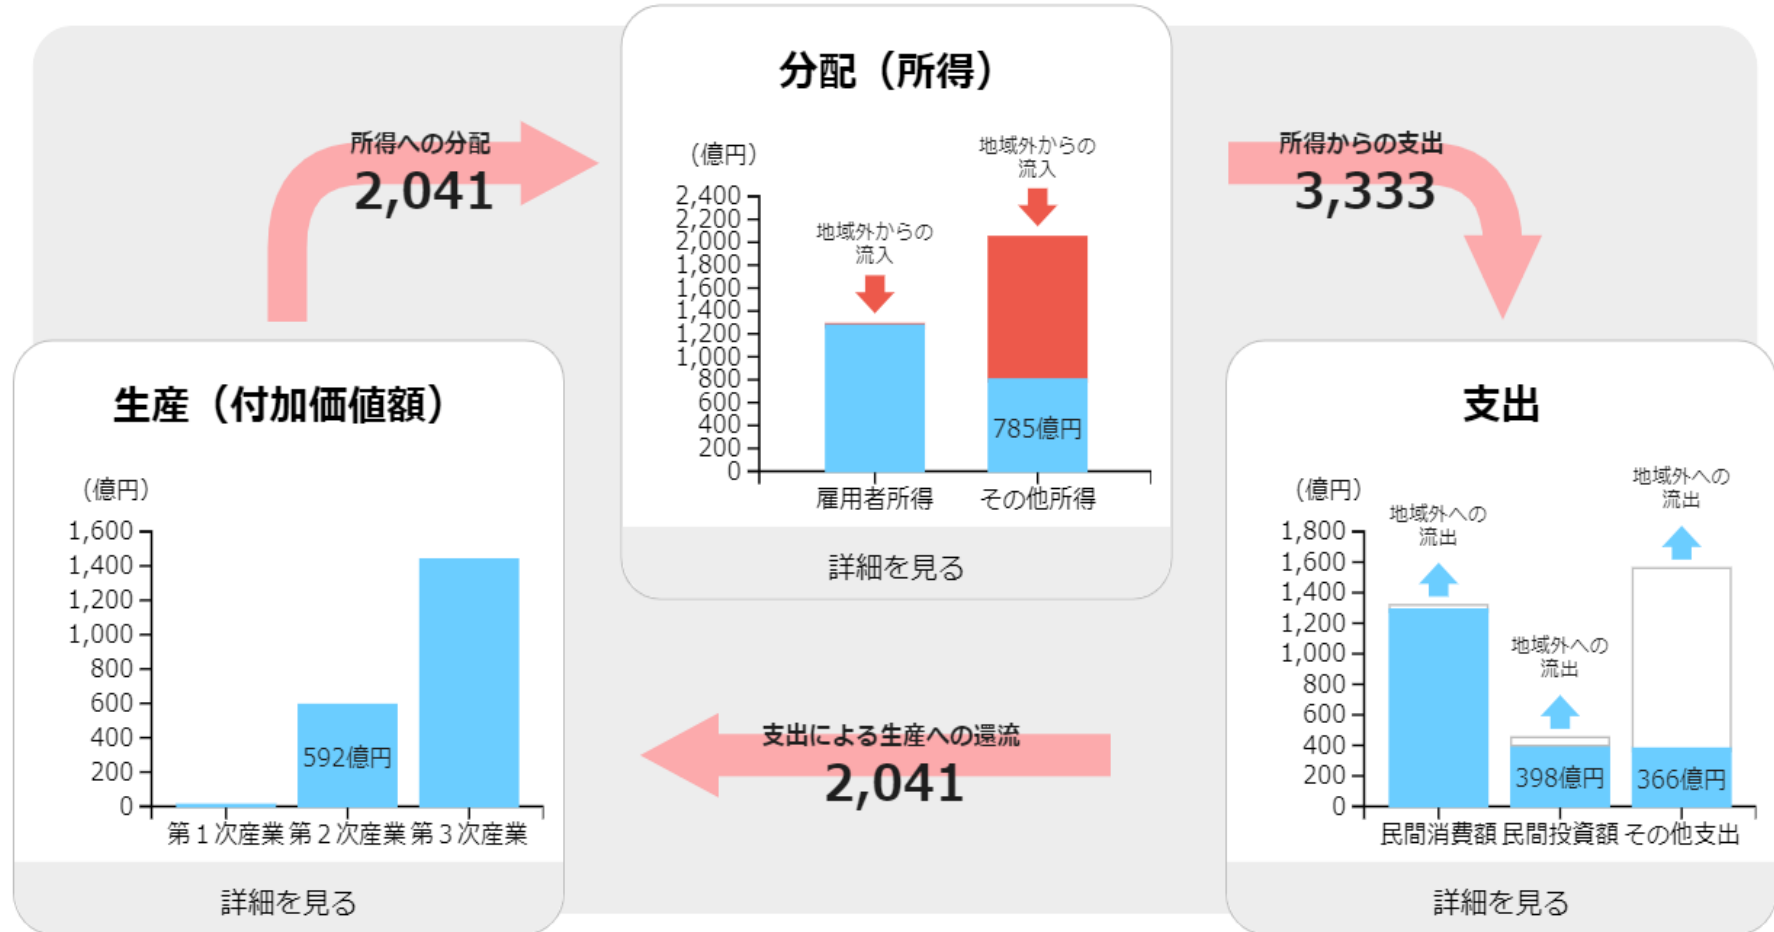 分配（所得）
所得への分配
2,041
（億円）
2,400
2,200
2,000
1,800
1,600
1,400
1,200
1,000
800
600
400
200
0
地域外からの
流入
地域外からの
流入
785億円
雇用者所得
その他所得
詳細を見る
所得からの支出
3,333
生産（付加価値額）
（億円）
1,600
1,400
1,200
1,000
800
600
400
200
0
592億円
第１次産業
第２次産業
第３次産業
詳細を見る
支出による生産への還流
2,041
支出
（億円）
1,800
1,600
1,400
1,200
1,000
800
600
400
200
0
地域外への
流出
地域外への
流出
地域外への
流出
398億円
366億円
民間消費額
民間投資額
その他支出
詳細を見る